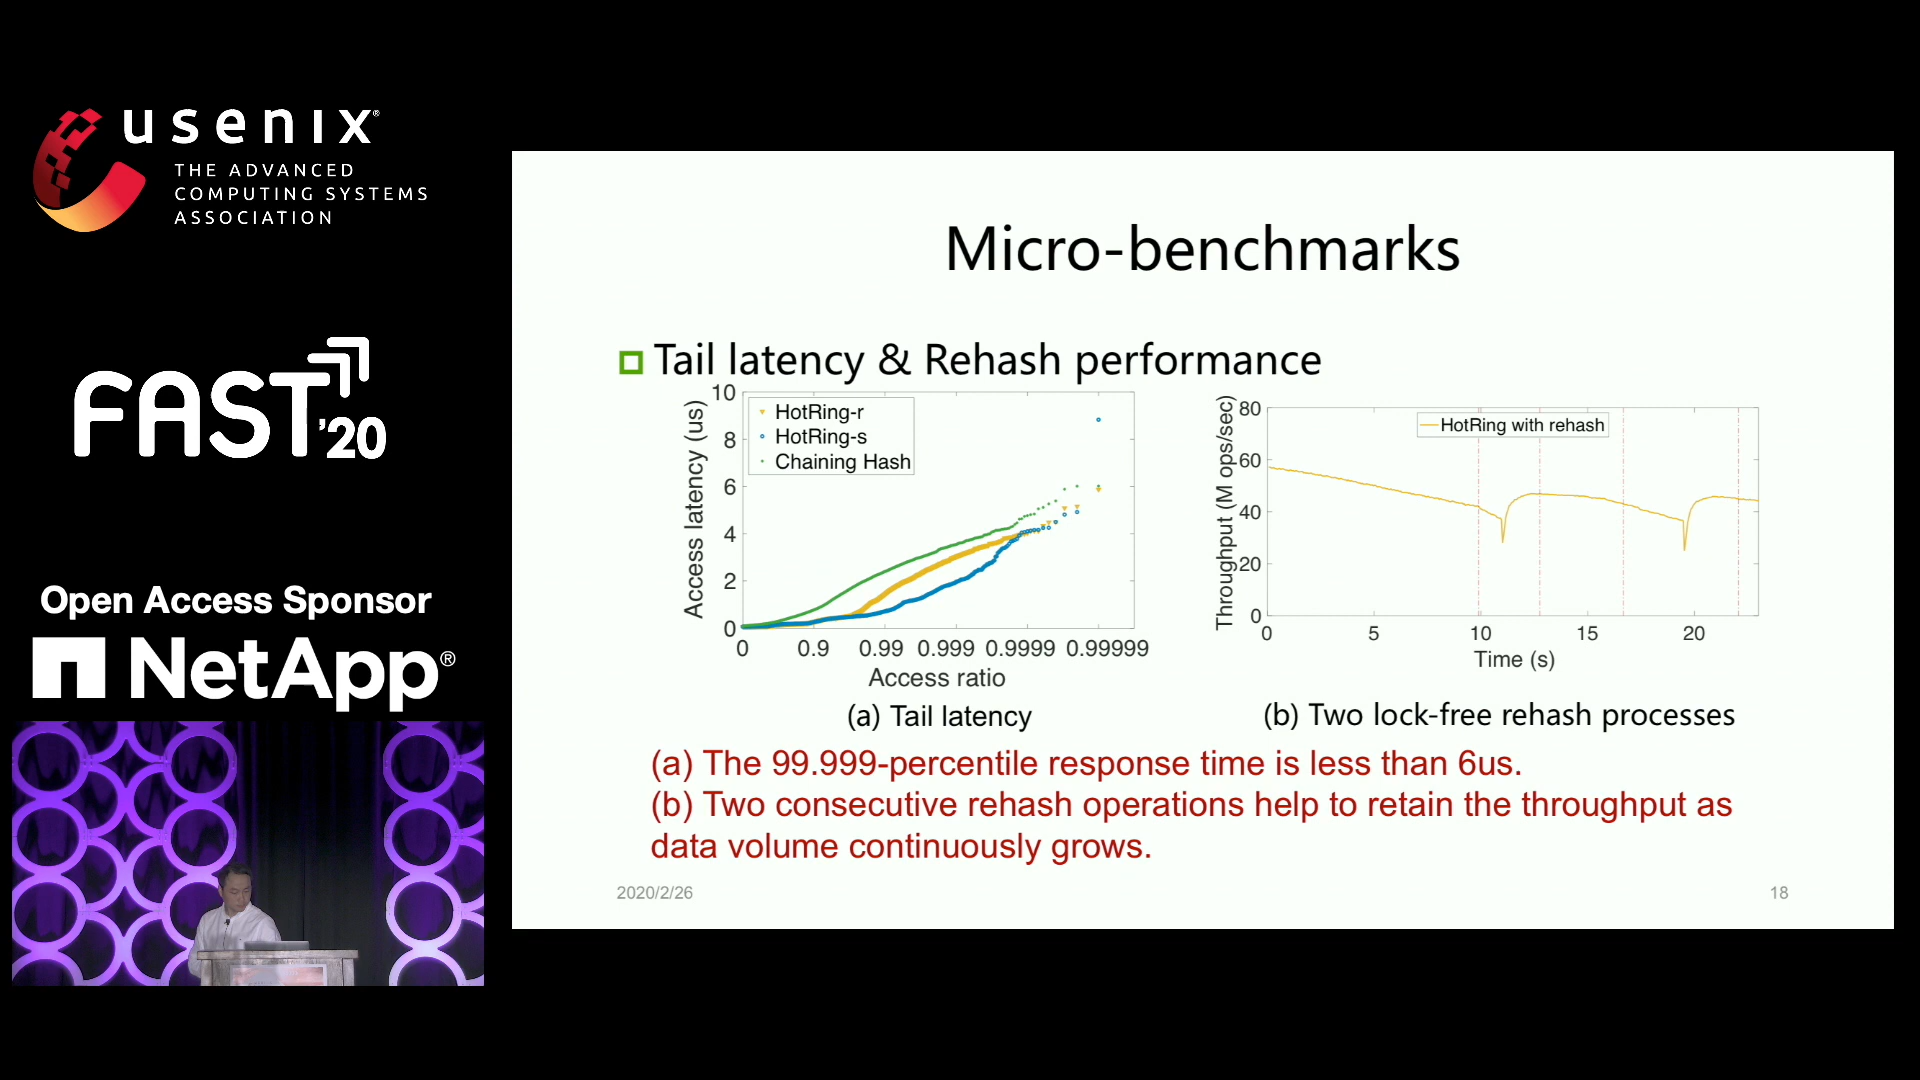 usenix®
THE ADVANCED
COMPUTING SYSTEMS
ASSOCIATION
FAST'20
Open Access Sponsor
NetApp®
Micro-benchmarks
Tail latency & Rehash performance
Access latency (us)
10
8
6
4
2
0
HotRing-r
HotRing-s
Chaining Hash
0 0.9 0.99 0.999 0.9999 0.99999
Access ratio
(a) Tail latency
Throughput (M ops/sec)
80
60
40
20
0
HotRing with rehash
0 5 10 15 20
Time (s)
(b) Two lock-free rehash processes
(a) The 99.999-percentile response time is less than 6us.
(b) Two consecutive rehash operations help to retain the throughput as
data volume continuously grows.
2020/2/26
18